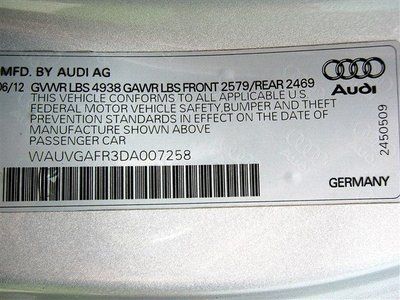 MFD. BY AUDI AG
06/12 GVWR LBS 4938 GAWR LBS FRONT 2579/REAR 2469
THIS VEHICLE CONFORMS TO ALL APPLICABLE U.S.
FEDERAL MOTOR VEHICLE SAFETY, BUMPER AND THEFT
PREVENTION STANDARDS IN EFFECT ON THE DATE OF
MANUFACTURE SHOWN ABOVE
PASSENGER CAR
WAUVGAFR3DA007258
Audi
2450509
GERMANY